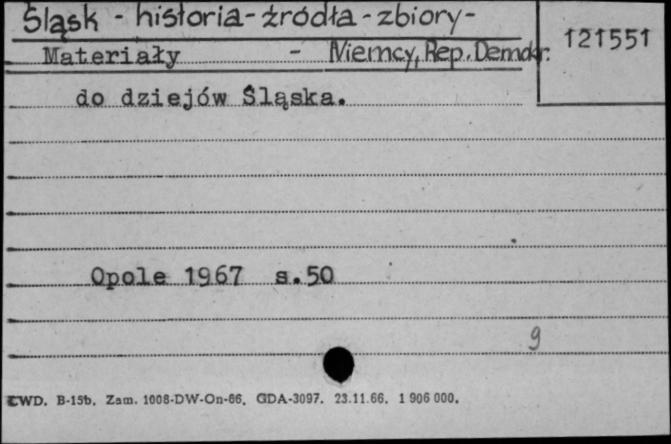 Śląsk - historia - źródła - zbiory -
Materiały - Niemcy, Rep. Demokr.
121551
do dziejów Śląska.
Opole 1967 s.50
9
CWD. B-15b. Zam. 1008-DW-On-66. GDA-3097. 23.11.66. 1 906 000.